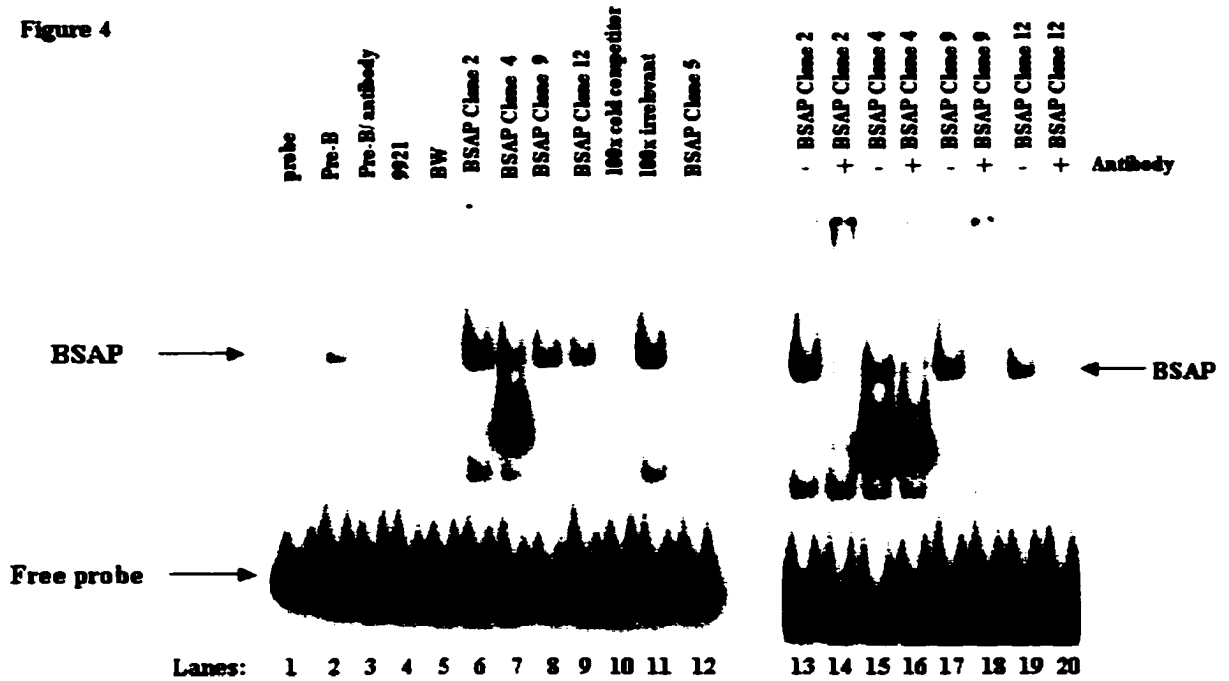 Figure 4
probe
Pre-B
Pre-B/ antibody
9921
BW
BSAP Clone 2
BSAP Clone 4
BSAP Clone 9
BSAP Clone 12
100x cold competitor
100x irrelevant
BSAP Clone 5
BSAP Clone 2
BSAP Clone 2
BSAP Clone 4
BSAP Clone 4
BSAP Clone 9
BSAP Clone 9
BSAP Clone 12
BSAP Clone 12
- + - + - + - + Antibody
BSAP
BSAP
Free probe
Lanes: 1 2 3 4 5 6 7 8 9 10 11 12 13 14 15 16 17 18 19 20